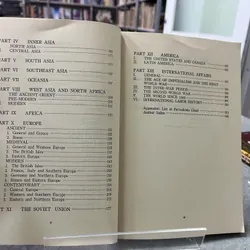 PART IV INNER ASIA
NORTH ASIA
2. CENTRAL ASIA
PART V SOUTH ASIA
PART VI SOUTHEAST ASIA
PART VII OCEANIA
PART VIII WEST ASIA AND NORTH AFRICA
THE ANCIENT ORIENT
THE MODERN
MODERN
PART IX AFRICA
PART X EUROPE
ANCIENT
1. General and Greece
2. Rome
MEDIEVAL
1. General and Western Europe
2. The British Isles
3. Eastern Europe
MODERN
1. The British Isles
2. France, Italy and Southern Europe
3. Germany and Northern Europe
4. Russia and Eastern Europe
CONTEMPORARY
1. General Europe
2. Western and Southern Europe
3. Eastern and Northern Europe
PART XI THE SOVIET UNION
PART XII AMERICA
THE UNITED STATES AND CANADA
2. LATIN AMERICA
PART XIII INTERNATIONAL AFFAIRS
GENERAL
THE AGE OF IMPERIALISM AND THE FIRST
WORLD WAR
THE INTER-WAR PERIOD
THE SECOND WORLD WAR
THE WORLD SINCE
INTERNATIONAL LABOR HISTORY
Supplement: List of Periodicals Cited
Author Index